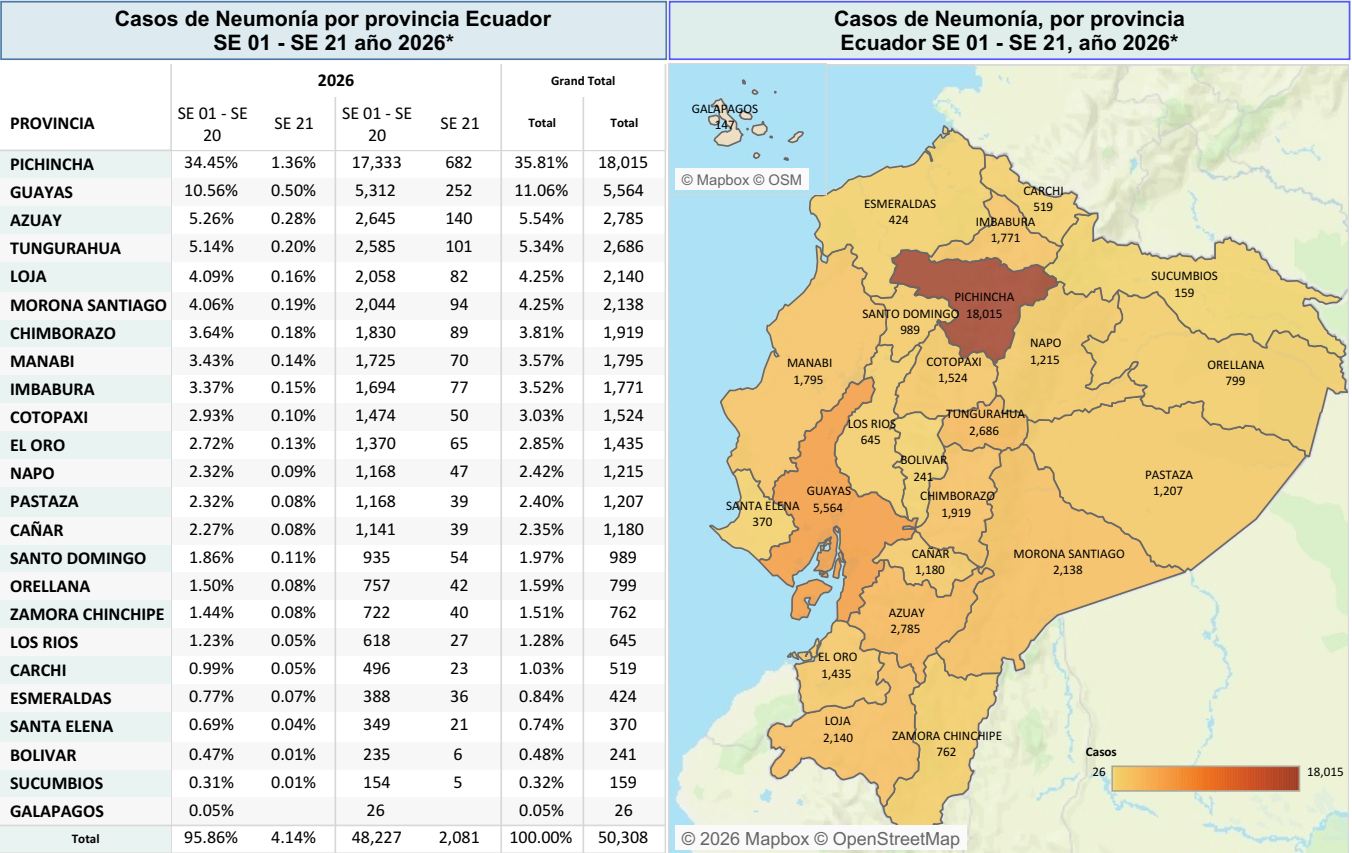 Casos de Neumonía por provincia Ecuador
SE 01 - SE 21 año 2026*
2026 Grand Total
PROVINCIA SE 01 - SE 20 SE 21 SE 01 - SE 20 SE 21 Total Total
PICHINCHA 34.45% 1.36% 17,333 682 35.81% 18,015
GUAYAS 10.56% 0.50% 5,312 252 11.06% 5,564
AZUAY 5.26% 0.28% 2,645 140 5.54% 2,785
TUNGURAHUA 5.14% 0.20% 2,585 101 5.34% 2,686
LOJA 4.09% 0.16% 2,058 82 4.25% 2,140
MORONA SANTIAGO 4.06% 0.19% 2,044 94 4.25% 2,138
CHIMBORAZO 3.64% 0.18% 1,830 89 3.81% 1,919
MANABI 3.43% 0.14% 1,725 70 3.57% 1,795
IMBABURA 3.37% 0.15% 1,694 77 3.52% 1,771
COTOPAXI 2.93% 0.10% 1,474 50 3.03% 1,524
EL ORO 2.72% 0.13% 1,370 65 2.85% 1,435
NAPO 2.32% 0.09% 1,168 47 2.42% 1,215
PASTAZA 2.32% 0.08% 1,168 39 2.40% 1,207
CAÑAR 2.27% 0.08% 1,141 39 2.35% 1,180
SANTO DOMINGO 1.86% 0.11% 935 54 1.97% 989
ORELLANA 1.50% 0.08% 757 42 1.59% 799
ZAMORA CHINCHIPE 1.44% 0.08% 722 40 1.51% 762
LOS RIOS 1.23% 0.05% 618 27 1.28% 645
CARCHI 0.99% 0.05% 496 23 1.03% 519
ESMERALDAS 0.77% 0.07% 388 36 0.84% 424
SANTA ELENA 0.69% 0.04% 349 21 0.74% 370
BOLIVAR 0.47% 0.01% 235 6 0.48% 241
SUCUMBIOS 0.31% 0.01% 154 5 0.32% 159
GALAPAGOS 0.05% 26 0.05% 26
Total 95.86% 4.14% 48,227 2,081 100.00% 50,308
Casos de Neumonía, por provincia
Ecuador SE 01 - SE 21, año 2026*
GALAPAGOS
147
© Mapbox © OSM
CARCHI
519
ESMERALDAS
424
IMBABURA
1,771
SUCUMBIOS
159
PICHINCHA
18,015
SANTO DOMINGO
989
NAPO
1,215
COTOPAXI
1,524
MANABI
1,795
ORELLANA
799
TUNGURAHUA
2,686
LOS RIOS
645
BOLIVAR
241
PASTAZA
1,207
GUAYAS
5,564
CHIMBORAZO
1,919
SANTA ELENA
370
CAÑAR
1,180
MORONA SANTIAGO
2,138
AZUAY
2,785
EL ORO
1,435
LOJA
2,140
ZAMORA CHINCHIPE
762
Casos
26 18,015
© 2026 Mapbox © OpenStreetMap